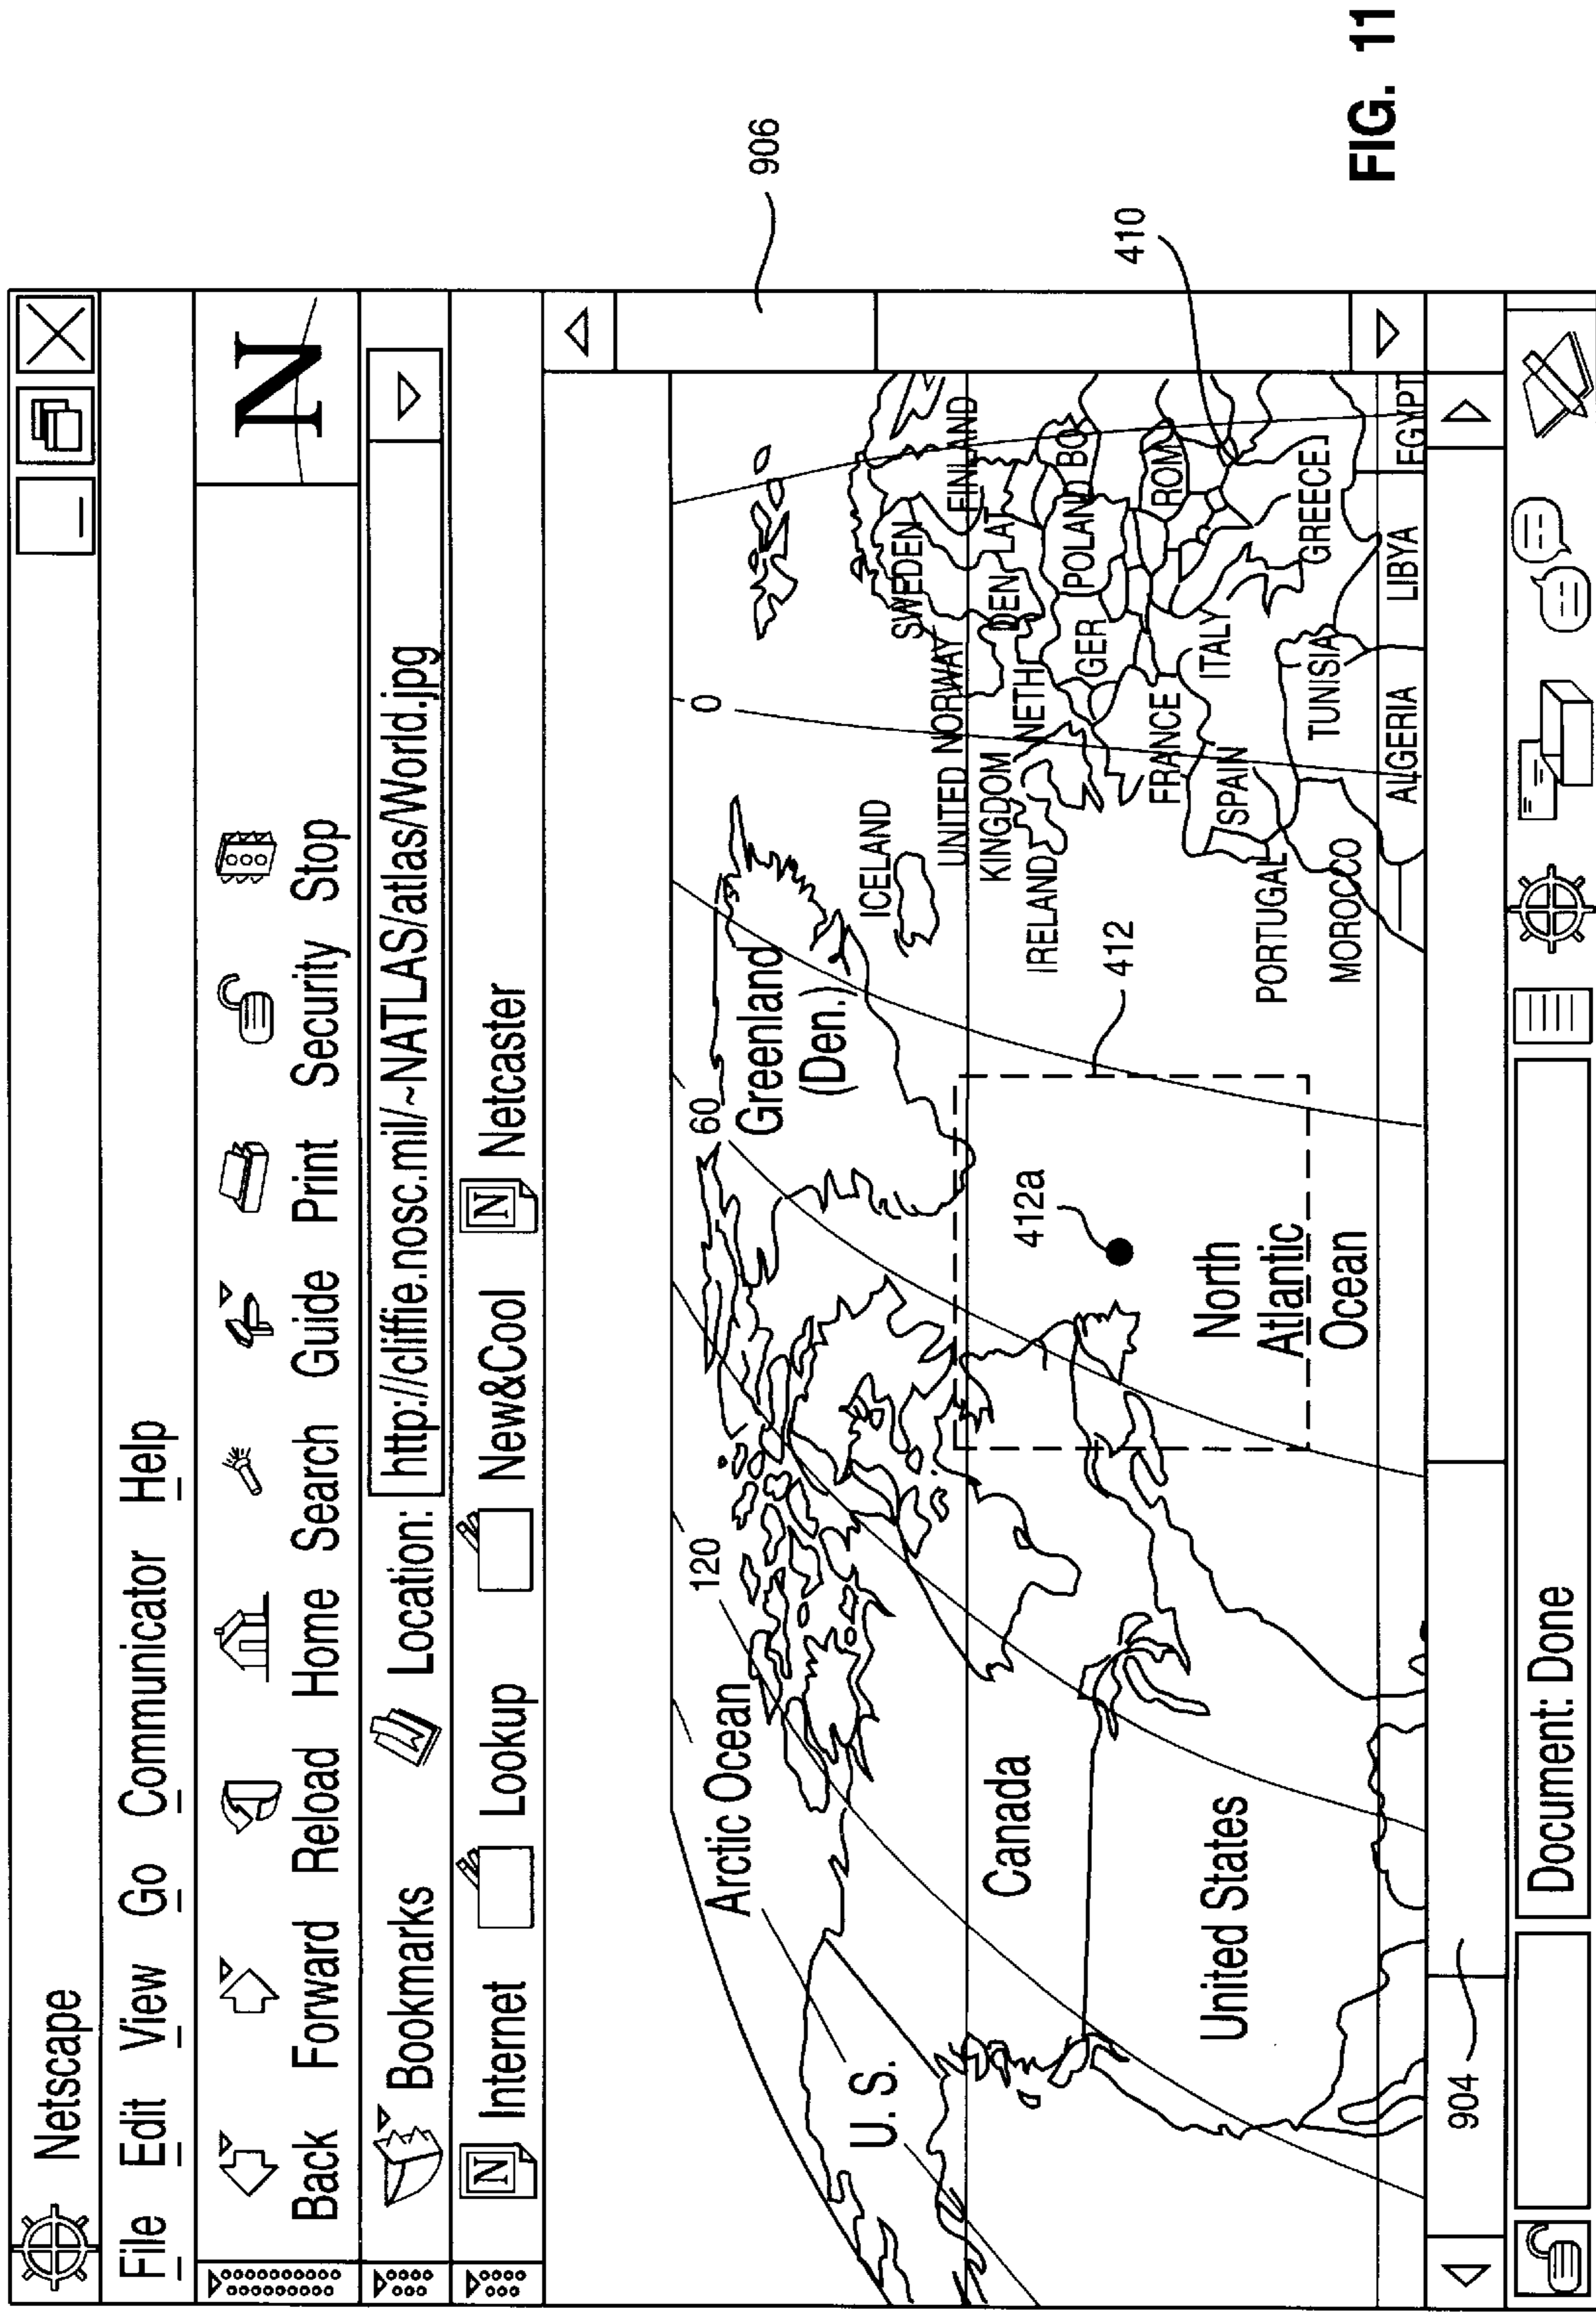 Netscape
File Edit View Go Communicator Help
Back Forward Reload Home Search Guide Print Security Stop
N
Bookmarks Location: http://cliffie.nosc.mil/~NATLAS/atlas/World.jpg
N Internet Lookup New&Cool N Netcaster
120
60
0
Arctic Ocean
Greenland
(Den.)
U. S.
ICELAND
SWEDEN
FINLAND
UNITED NORWAY
KINGDOM
DEN
LAT
NETH
IRELAND
Canada
GER
POLAND
BO
FRANCE
ROM
ITALY
SPAIN
PORTUGAL
United States
North
Atlantic
Ocean
GREECE
TUNISIA
MOROCCO
ALGERIA
LIBYA
EGYPT
906
410
412
412a
904
Document: Done
FIG. 11